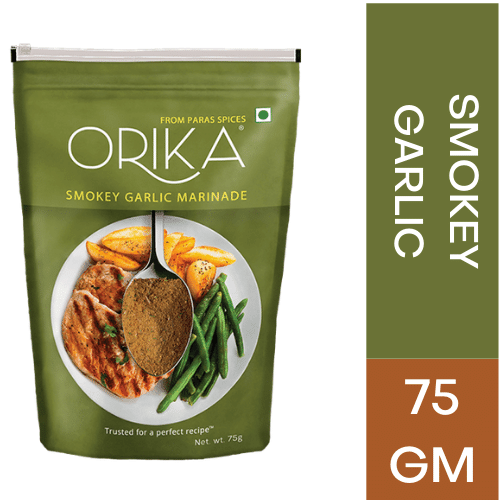 FROM PARAS SPICES
ORIKA®
SMOKEY GARLIC MARINADE
Trusted for a perfect recipe™
Net. wt. 75g
SMOKEY
GARLIC
75
GM